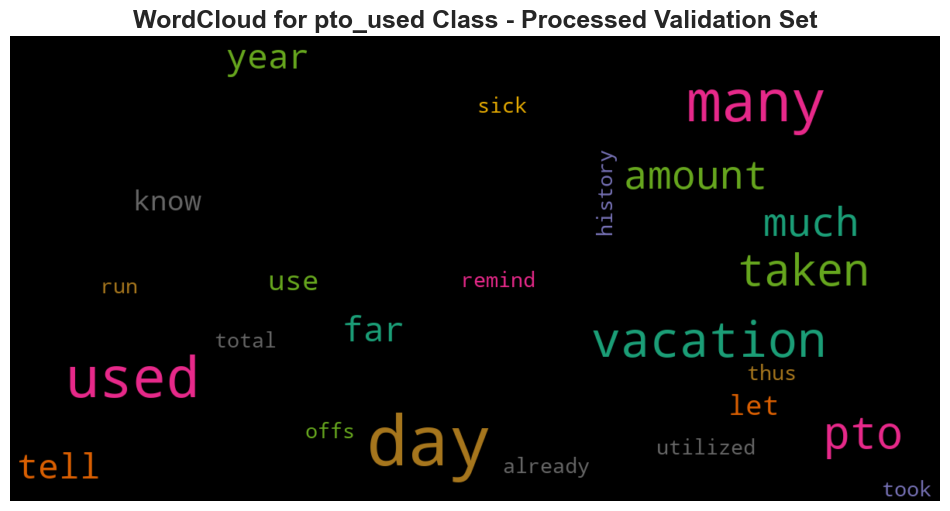 WordCloud for pto_used Class - Processed Validation Set
year
sick
many
history
amount
know
much
taken
run
use
remind
far
total
vacation
used
thus
let
offs
day
pto
utilized
tell
already
took